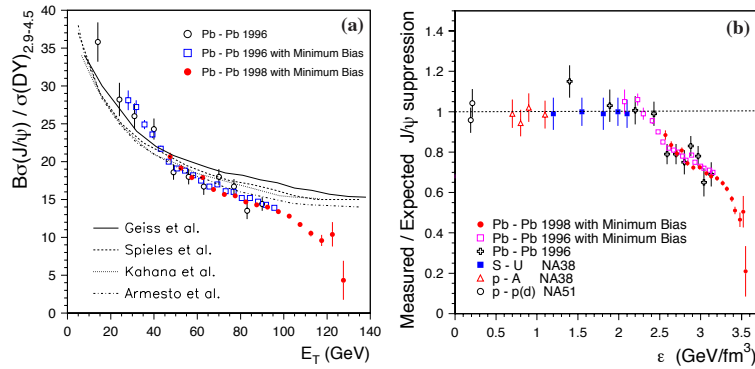 (a)
Pb - Pb 1996
Pb - Pb 1996 with Minimum Bias
Pb - Pb 1998 with Minimum Bias
Bσ(J/ψ) / σ(DY)2.9-4.5
40
35
30
25
20
15
10
5
0
Geiss et al.
Spieles et al.
Kahana et al.
Armesto et al.
0 20 40 60 80 100 120 140
ET (GeV)
(b)
Measured / Expected J/ψ suppression
1.4
1.2
1
0.8
0.6
0.4
0.2
0
Pb - Pb 1998 with Minimum Bias
Pb - Pb 1996 with Minimum Bias
Pb - Pb 1996
S - U NA38
p - A NA38
p - p(d) NA51
0 0.5 1 1.5 2 2.5 3 3.5
ε (GeV/fm3)